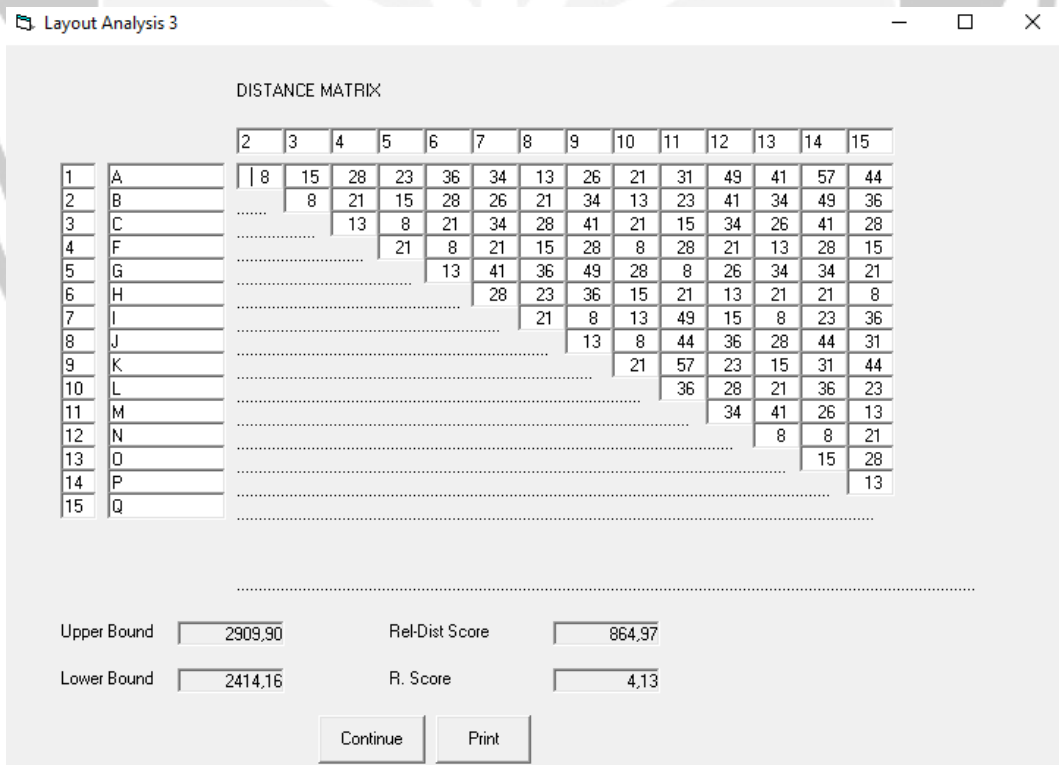 Layout Analysis 3
DISTANCE MATRIX
2 3 4 5 6 7 8 9 10 11 12 13 14 15
1 A 8 15 28 23 36 34 13 26 21 31 49 41 57 44
2 B 8 21 15 28 26 21 34 13 23 41 34 49 36
3 C 13 8 21 34 28 41 21 15 34 26 41 28
4 F 21 8 21 15 28 8 28 21 13 28 15
5 G 13 41 36 49 28 8 26 34 34 21
6 H 28 23 36 15 21 13 21 21 8
7 I 21 8 13 49 15 8 23 36
8 J 13 8 44 36 28 44 31
9 K 21 57 23 15 31 44
10 L 36 28 21 36 23
11 M 34 41 26 13
12 N 8 8 21
13 O 15 28
14 P 13
15 Q
Upper Bound 2909,90 Rel-Dist Score 864,97
Lower Bound 2414,16 R. Score 4,13
Continue Print